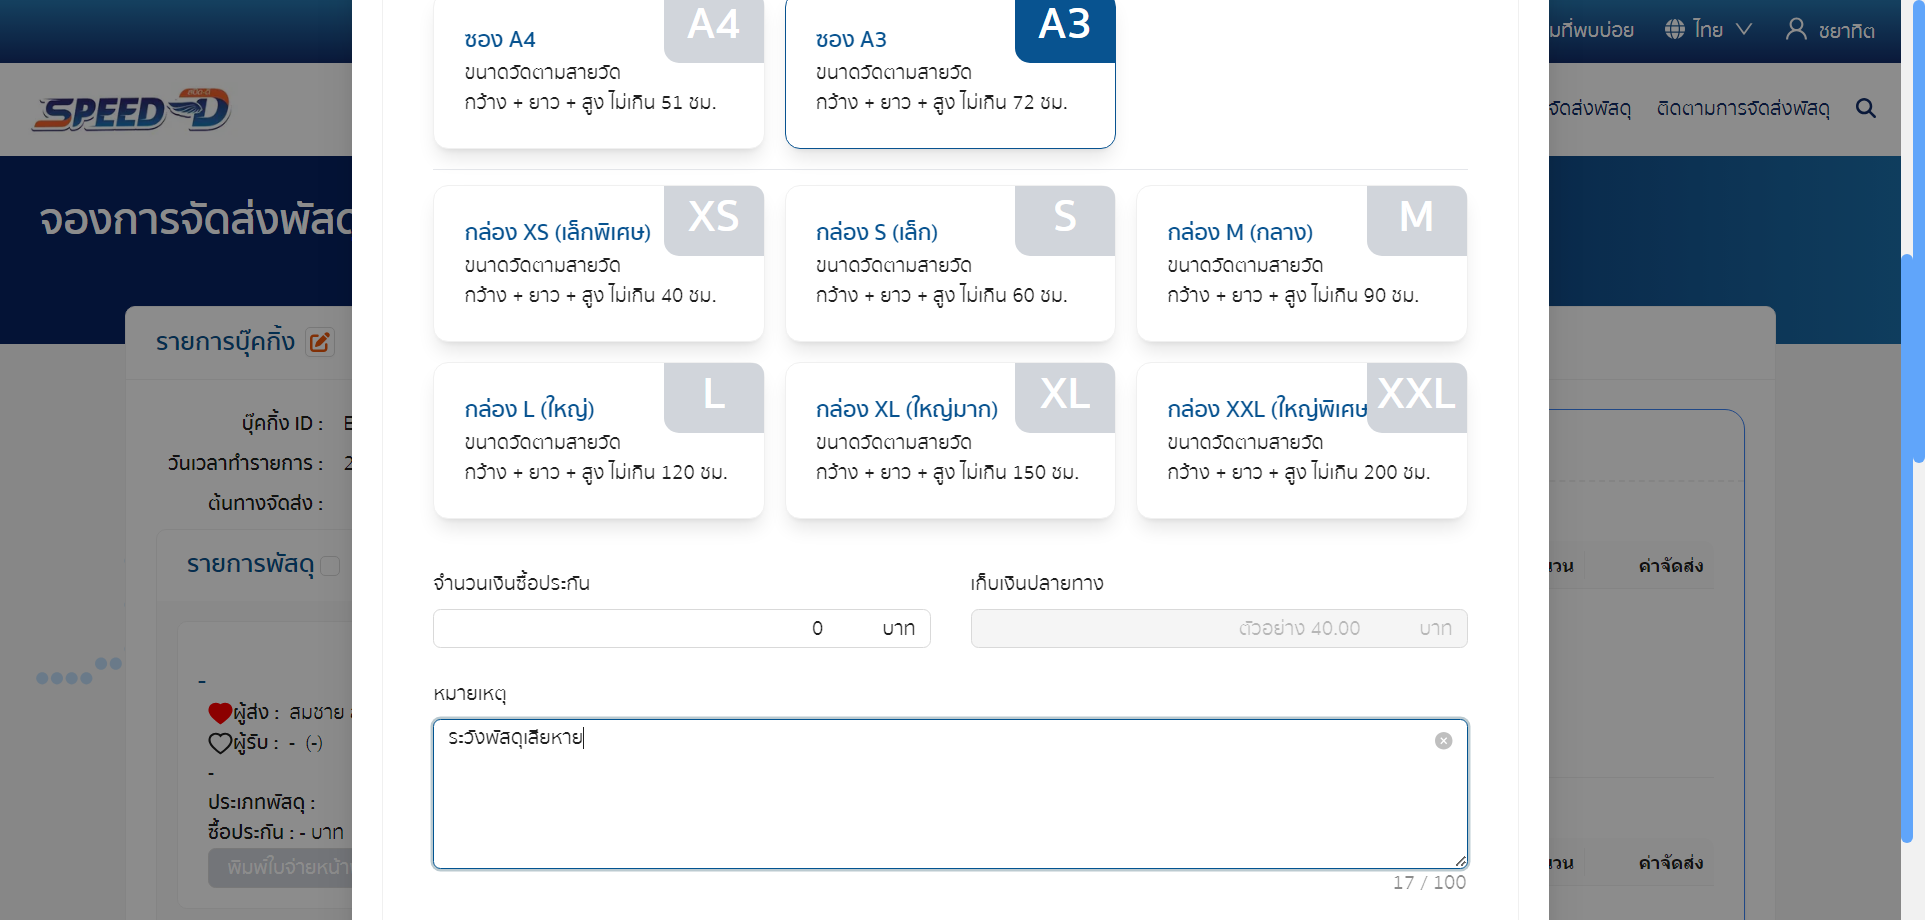 มที่พบบ่อย
ไทย
ชยาทิต
SPEED-D
จัดส่งพัสดุ
ติดตามการจัดส่งพัสดุ
จองการจัดส่งพัสด
ซอง A4
A4
ขนาดวัดตามสายวัด
กว้าง + ยาว + สูง ไม่เกิน 51 ซม.
ซอง A3
A3
ขนาดวัดตามสายวัด
กว้าง + ยาว + สูง ไม่เกิน 72 ซม.
กล่อง XS (เล็กพิเศษ)
XS
ขนาดวัดตามสายวัด
กว้าง + ยาว + สูง ไม่เกิน 40 ซม.
กล่อง S (เล็ก)
S
ขนาดวัดตามสายวัด
กว้าง + ยาว + สูง ไม่เกิน 60 ซม.
กล่อง M (กลาง)
M
ขนาดวัดตามสายวัด
กว้าง + ยาว + สูง ไม่เกิน 90 ซม.
กล่อง L (ใหญ่)
L
ขนาดวัดตามสายวัด
กว้าง + ยาว + สูง ไม่เกิน 120 ซม.
กล่อง XL (ใหญ่มาก)
XL
ขนาดวัดตามสายวัด
กว้าง + ยาว + สูง ไม่เกิน 150 ซม.
กล่อง XXL (ใหญ่พิเศษ
XXL
ขนาดวัดตามสายวัด
กว้าง + ยาว + สูง ไม่เกิน 200 ซม.
จำนวนเงินซื้อประกัน
0 บาท
เก็บเงินปลายทาง
ตัวอย่าง 40.00 บาท
หมายเหตุ
ระวังพัสดุเสียหาย
17 / 100
รายการบุ๊คกิ้ง
บุ๊คกิ้ง ID :
วันเวลาทำรายการ : 2
ต้นทางจัดส่ง :
รายการพัสดุ
-
ผู้ส่ง : สมชาย
ผู้รับ : - (-)
-
ประเภทพัสดุ :
ซื้อประกัน : - บาท
พิมพ์ใบจ่ายหน้า
นวน ค่าจัดส่ง
นวน ค่าจัดส่ง